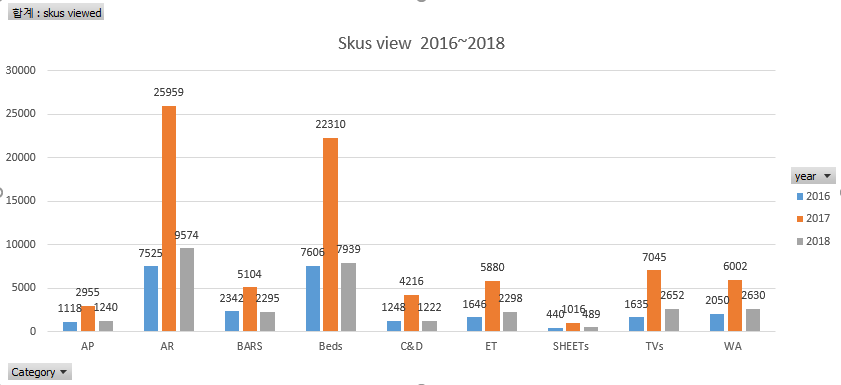 합계 : skus viewed
Skus view 2016~2018
30000
25000
20000
15000
10000
5000
0
1118
2955
1240
7525
25959
9574
2342
5104
2295
7606
22310
7939
1248
4216
1222
1646
5880
2298
440
1016
489
1635
7045
2652
2050
6002
2630
AP
AR
BARS
Beds
C&D
ET
SHEETs
TVs
WA
year
2016
2017
2018
Category